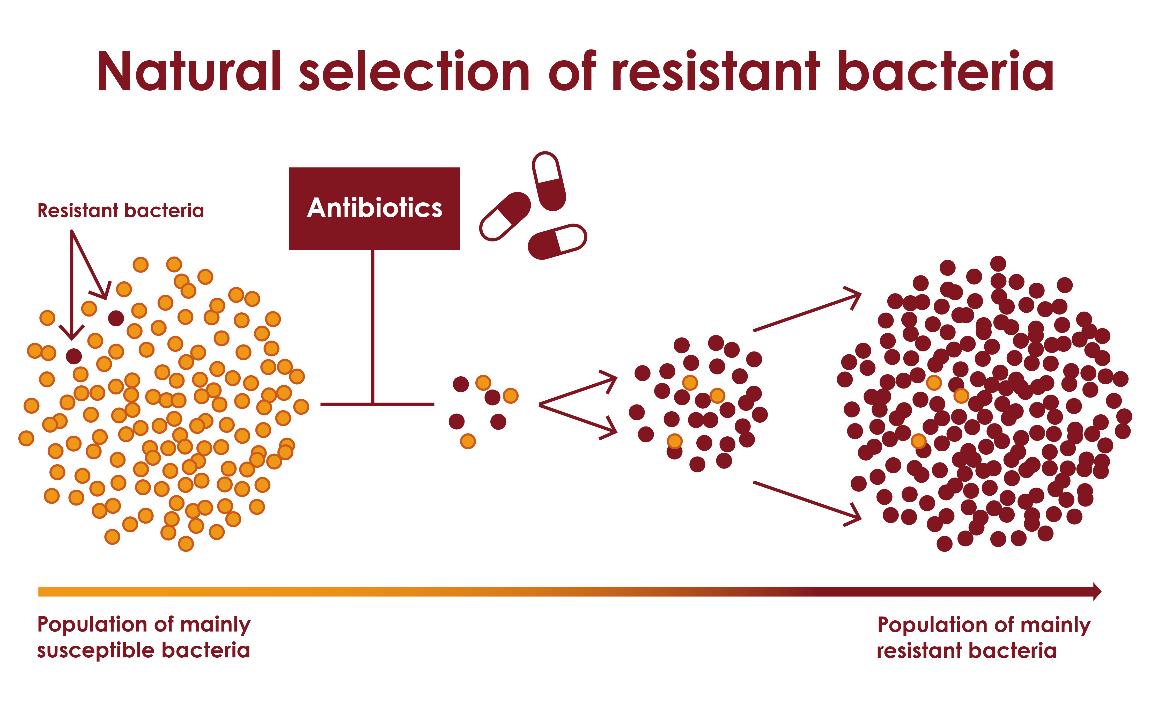 Natural selection of resistant bacteria
Antibiotics
Resistant bacteria
Population of mainly
susceptible bacteria
Population of mainly
resistant bacteria